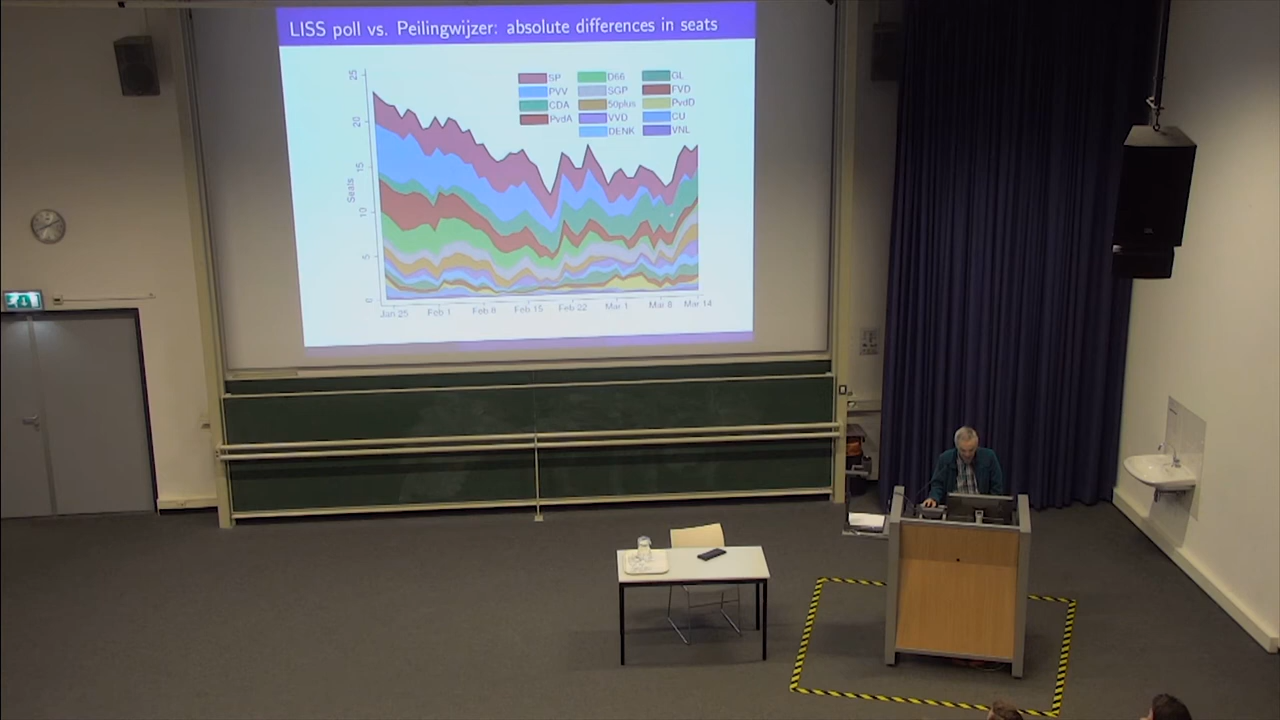 LISS poll vs. Peilingwijzer: absolute differences in seats
SP D66 GL
PVV SGP FVD
CDA 50plus PvdD
PvdA VVD CU
DENK VNL
Seats
25
20
15
10
5
0
Jan 25 Feb 1 Feb 8 Feb 15 Feb 22 Mar 1 Mar 8 Mar 14